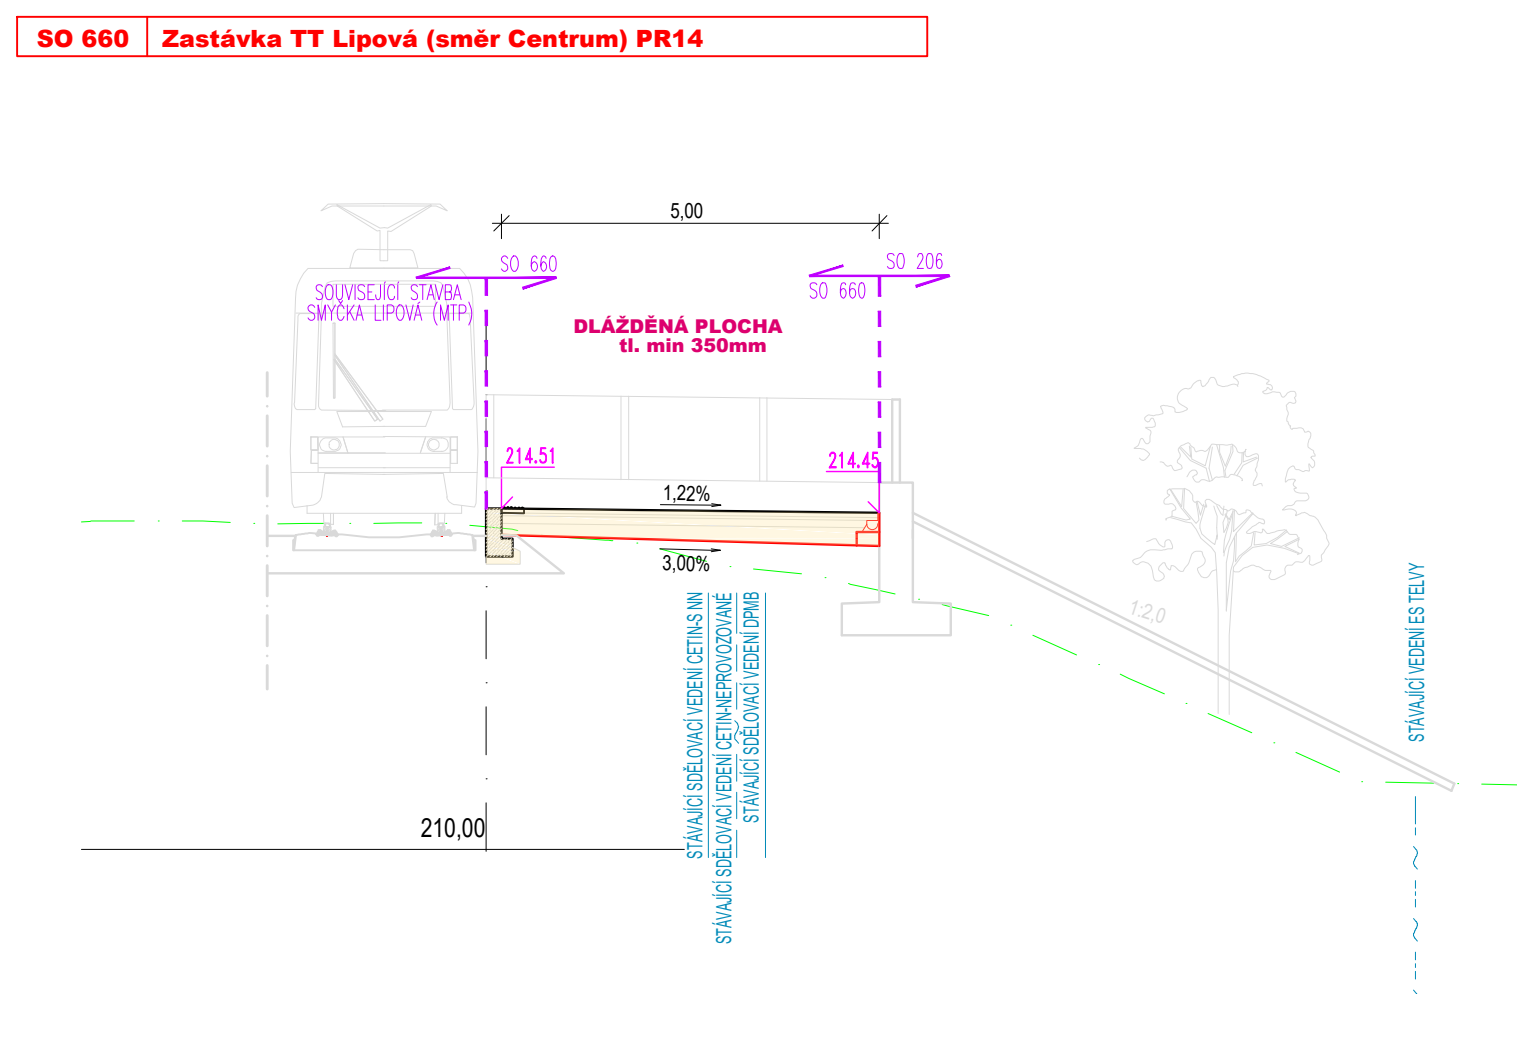 SO 660
Zastávka TT Lipová (směr Centrum) PR14
5,00
SO 660
SOUVISEJÍCÍ STAVBA
SMYČKA LIPOVÁ (MTP)
SO 206
SO 660
DLÁŽDĚNÁ PLOCHA
tl. min 350mm
214.51
214.45
1,22%
3,00%
1:2,0
STÁVAJÍCÍ SDĚLOVACÍ VEDENÍ CETIN-S NN
STÁVAJÍCÍ SDĚLOVACÍ VEDENÍ CETIN-NEPROVOZOVANÉ
STÁVAJÍCÍ SDĚLOVACÍ VEDENÍ DPMB
STÁVAJÍCÍ VEDENÍ ES TELVY
210,00